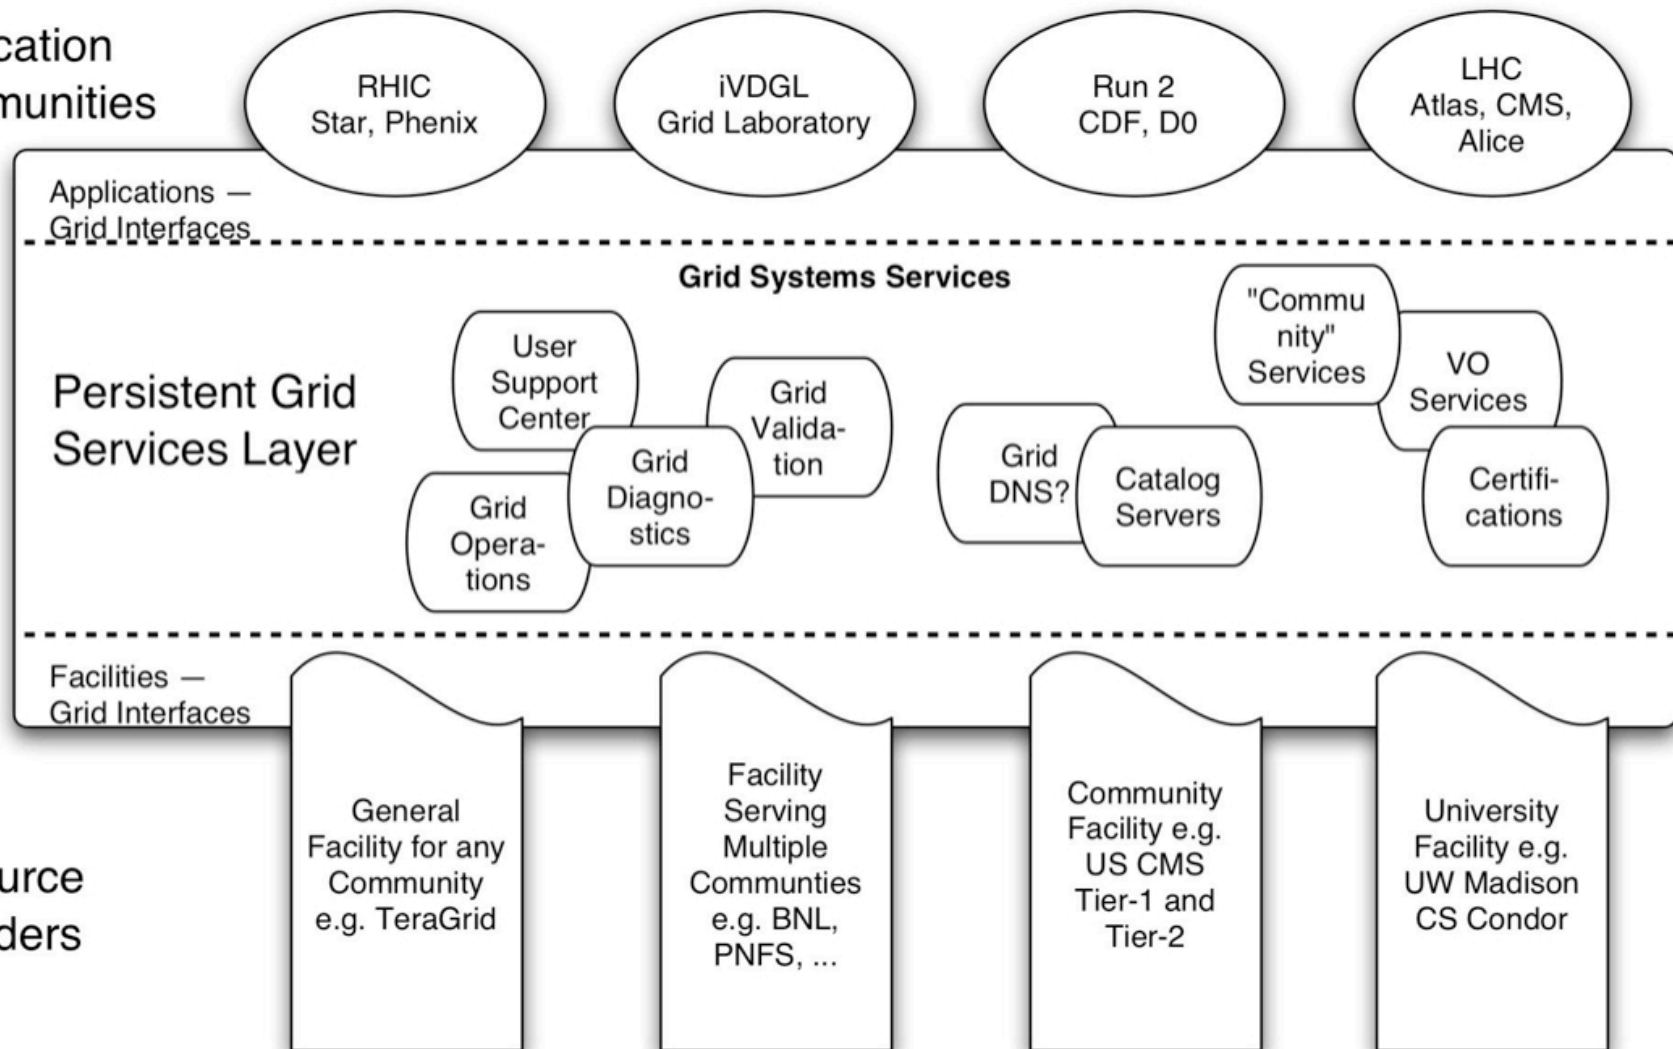 cation
munities
RHIC
Star, Phenix
iVDGL
Grid Laboratory
Run 2
CDF, D0
LHC
Atlas, CMS,
Alice
Applications —
Grid Interfaces
Grid Systems Services
Persistent Grid
Services Layer
User
Support
Center
Grid
Opera-
tions
Grid
Diagno-
stics
Grid
Valida-
tion
Grid
DNS?
Catalog
Servers
"Commu
nity"
Services
VO
Services
Certifi-
cations
Facilities —
Grid Interfaces
urce
ders
General
Facility for any
Community
e.g. TeraGrid
Facility
Serving
Multiple
Communties
e.g. BNL,
PNFS, ...
Community
Facility e.g.
US CMS
Tier-1 and
Tier-2
University
Facility e.g.
UW Madison
CS Condor